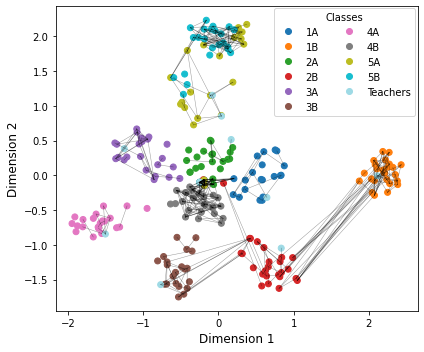 Classes
1A 4A
1B 4B
2A 5A
2B 5B
3A Teachers
3B
2.0
1.5
1.0
0.5
0.0
−0.5
−1.0
−1.5
Dimension 2
−2 −1 0 1 2
Dimension 1